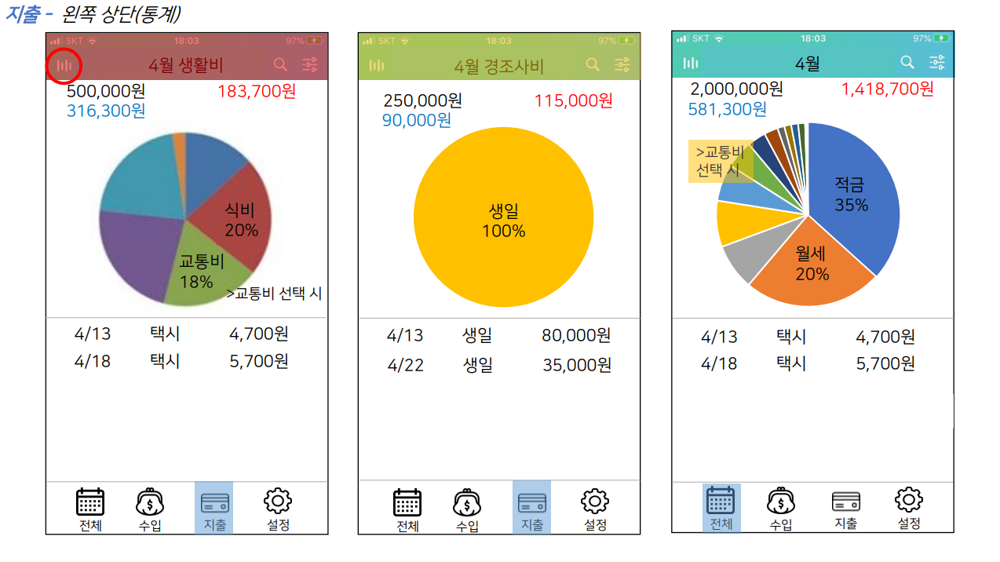 지출 - 왼쪽 상단(통계)
SKT 18:03 97%
4월 생활비
500,000원 183,700원
316,300원
식비
20%
교통비
18%
>교통비 선택 시
4/13 택시 4,700원
4/18 택시 5,700원
전체 수입 지출 설정
SKT 18:03 97%
4월 경조사비
250,000원 115,000원
90,000원
생일
100%
4/13 생일 80,000원
4/22 생일 35,000원
전체 수입 지출 설정
SKT 18:03 97%
4월
2,000,000원 1,418,700원
581,300원
>교통비
선택 시
적금
35%
월세
20%
4/13 택시 4,700원
4/18 택시 5,700원
전체 수입 지출 설정